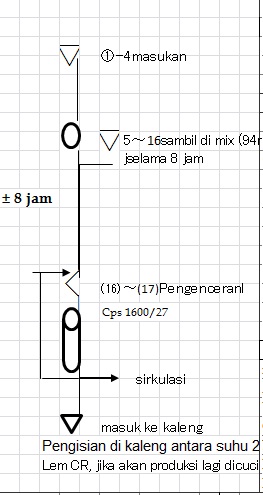 ①-4masukan
5～16sambil di mix (94
jselama 8 jam
± 8 jam
(16) ～(17)Pengenceranl
Cps 1600/27
sirkulasi
masuk ke kaleng
Pengisian di kaleng antara suhu 2
Lem CR, jika akan produksi lagi dicuci